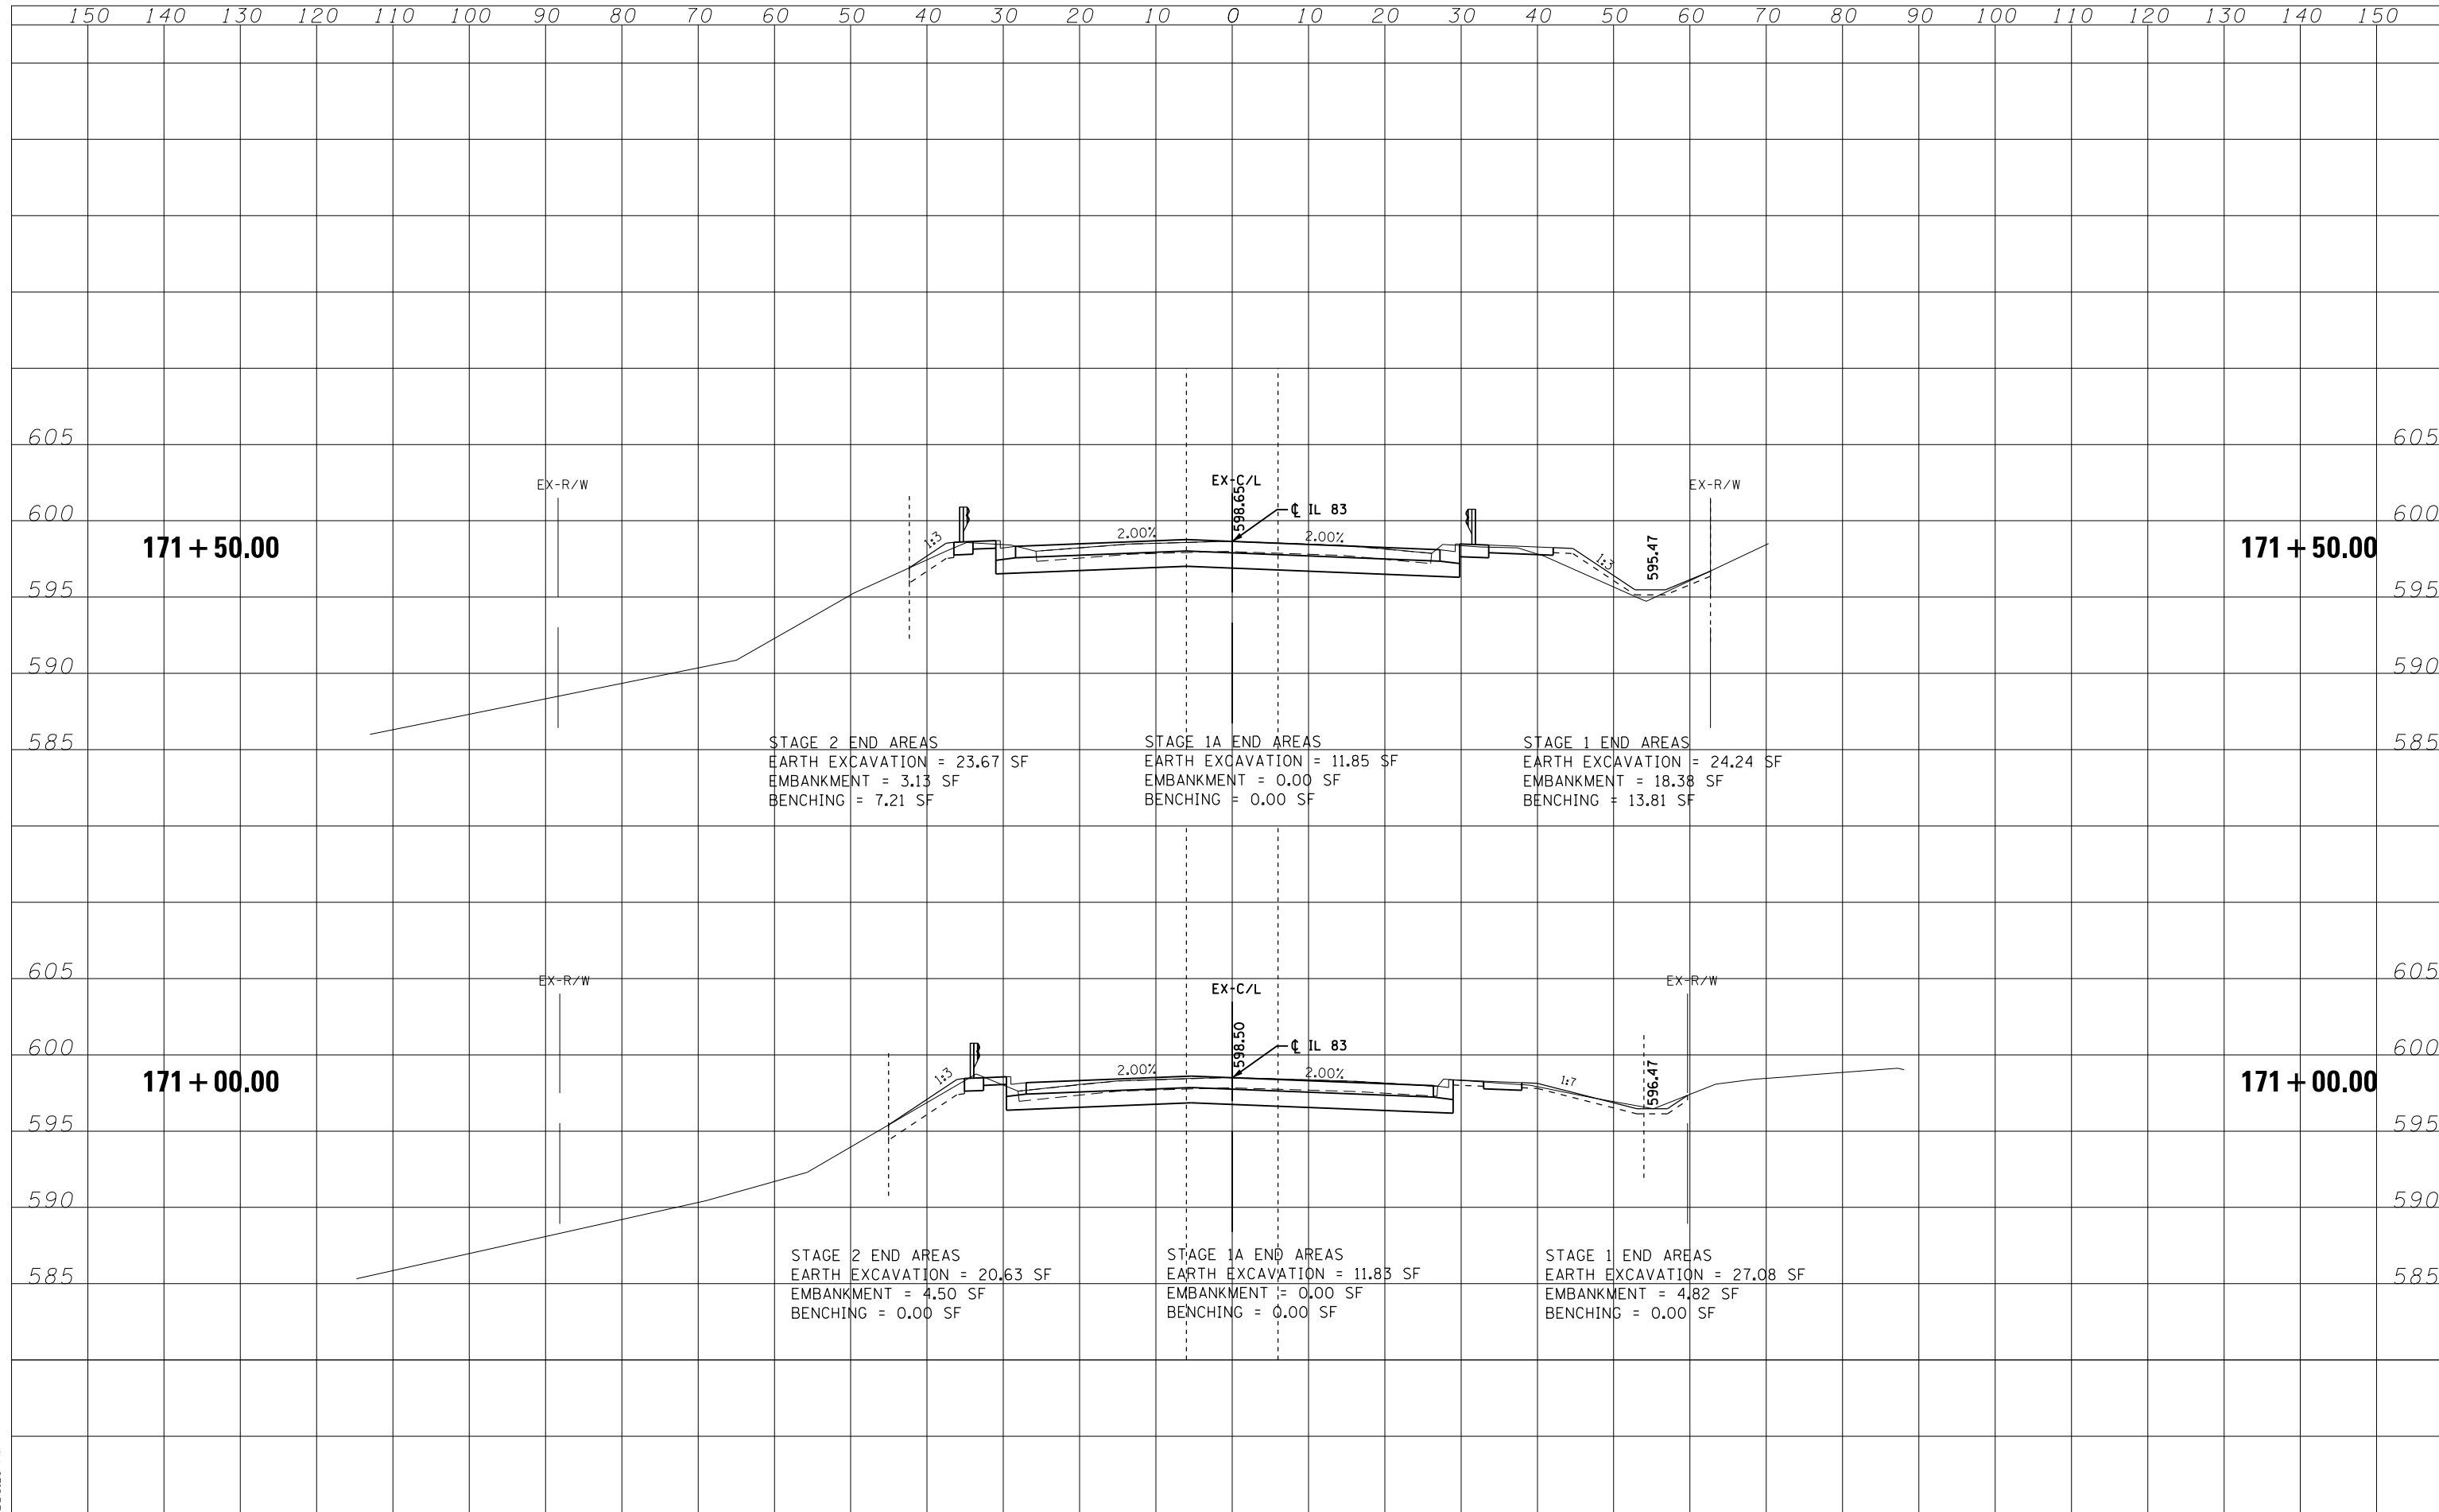 150 140 130 120 110 100 90 80 70 60 50 40 30 20 10 0 10 20 30 40 50 60 70 80 90 100 110 120 130 140 150
605 605
EX-C/L
EX-R/W EX-R/W
598.65
℄ IL 83
600 600
2.00% 2.00%
1:3
171+50.00 171+50.00
1:3
595.47
595 595
590 590
585 585
STAGE 2 END AREAS
EARTH EXCAVATION = 23.67 SF
EMBANKMENT = 3.13 SF
BENCHING = 7.21 SF
STAGE 1A END AREAS
EARTH EXCAVATION = 11.85 SF
EMBANKMENT = 0.00 SF
BENCHING = 0.00 SF
STAGE 1 END AREAS
EARTH EXCAVATION = 24.24 SF
EMBANKMENT = 18.38 SF
BENCHING = 13.81 SF
605 605
EX-R/W EX-R/W
EX-C/L
598.50
℄ IL 83
600 600
2.00% 2.00%
1:3
1:7
596.47
171+00.00 171+00.00
595 595
590 590
585 585
STAGE 2 END AREAS
EARTH EXCAVATION = 20.63 SF
EMBANKMENT = 4.50 SF
BENCHING = 0.00 SF
STAGE 1A END AREAS
EARTH EXCAVATION = 11.83 SF
EMBANKMENT = 0.00 SF
BENCHING = 0.00 SF
STAGE 1 END AREAS
EARTH EXCAVATION = 27.08 SF
EMBANKMENT = 4.82 SF
BENCHING = 0.00 SF